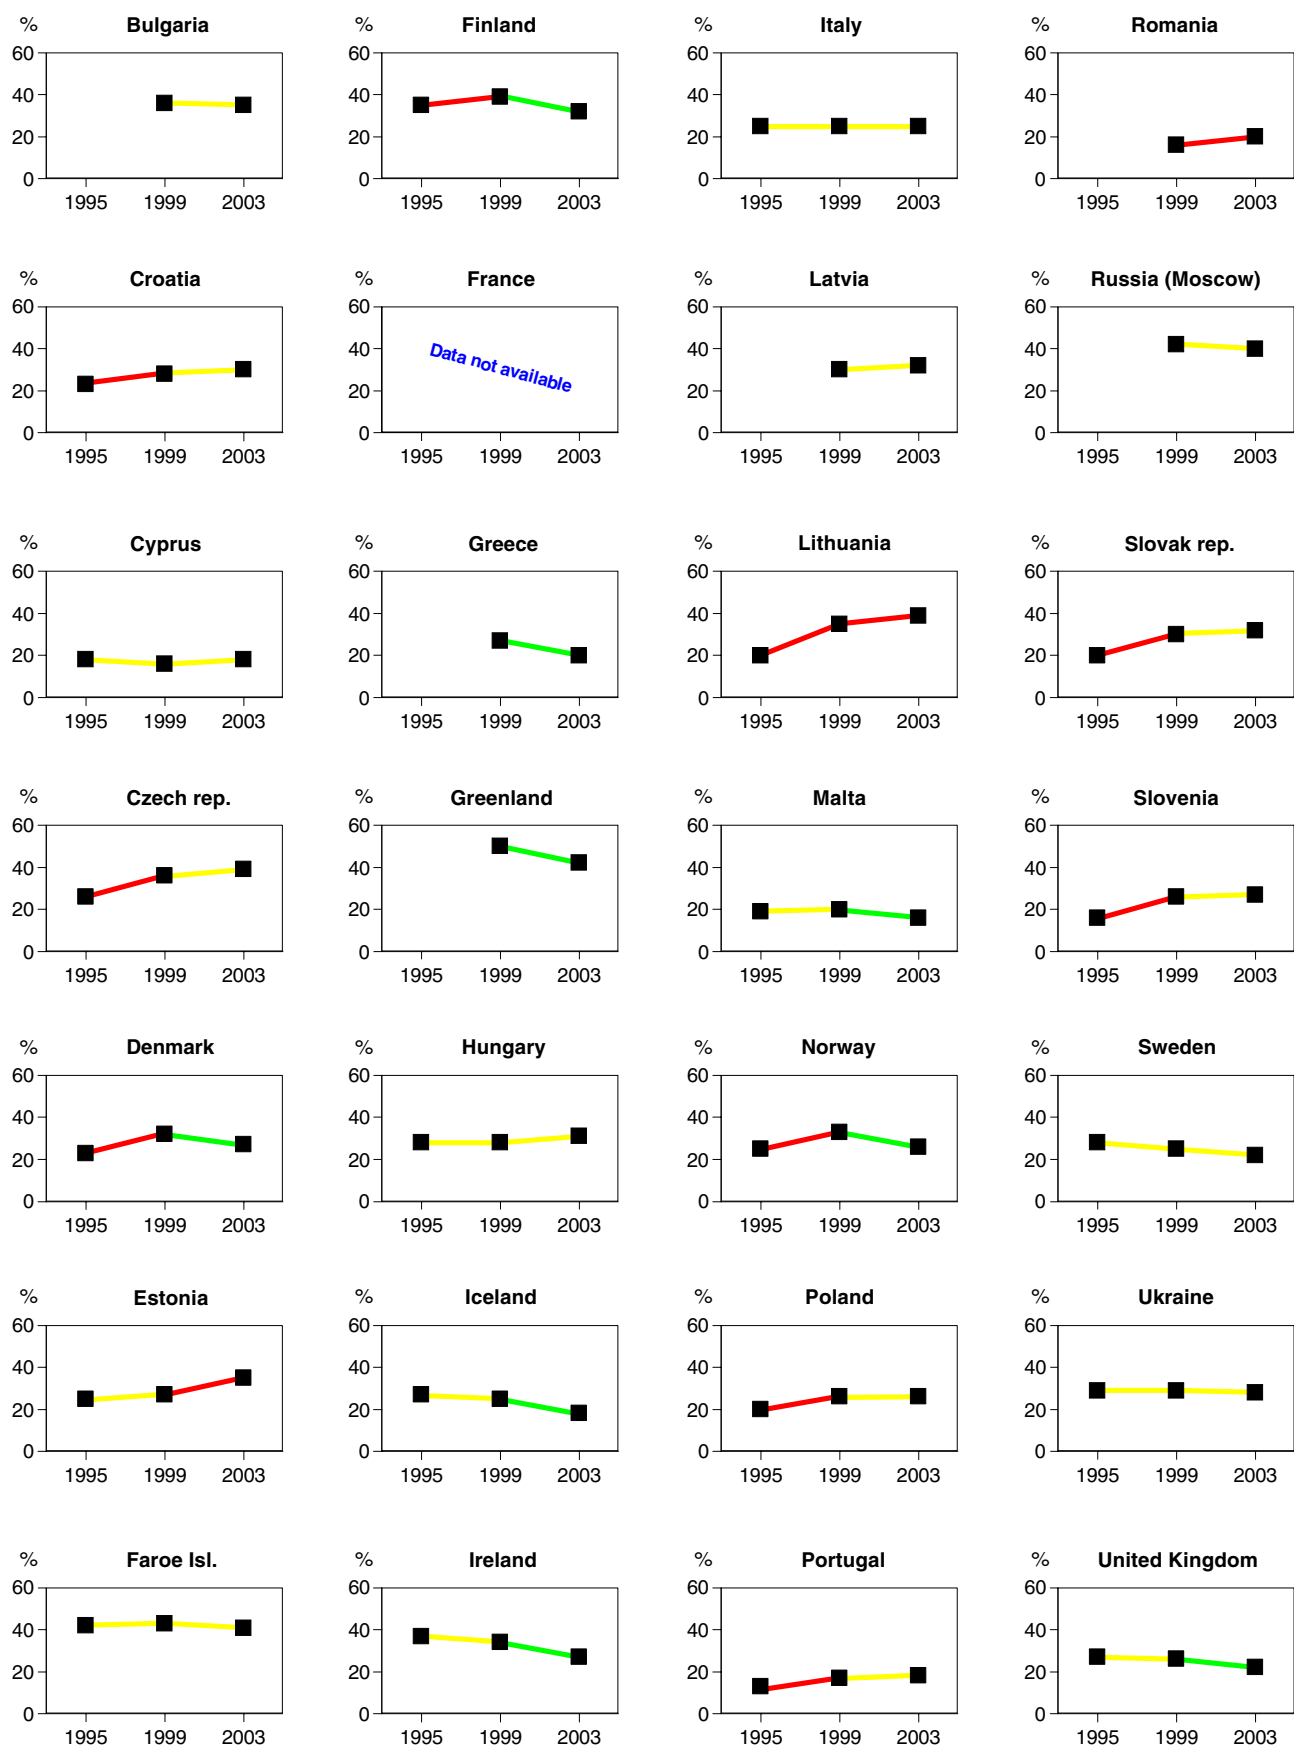 % Bulgaria % Finland % Italy % Romania
60 60 60 60
40 40 40 40
20 20 20 20
0 0 0 0
1995 1999 2003 1995 1999 2003 1995 1999 2003 1995 1999 2003
% Croatia % France % Latvia % Russia (Moscow)
60 60 60 60
40 Data not available 40 40 40
20 20 20 20
0 0 0 0
1995 1999 2003 1995 1999 2003 1995 1999 2003 1995 1999 2003
% Cyprus % Greece % Lithuania % Slovak rep.
60 60 60 60
40 40 40 40
20 20 20 20
0 0 0 0
1995 1999 2003 1995 1999 2003 1995 1999 2003 1995 1999 2003
% Czech rep. % Greenland % Malta % Slovenia
60 60 60 60
40 40 40 40
20 20 20 20
0 0 0 0
1995 1999 2003 1995 1999 2003 1995 1999 2003 1995 1999 2003
% Denmark % Hungary % Norway % Sweden
60 60 60 60
40 40 40 40
20 20 20 20
0 0 0 0
1995 1999 2003 1995 1999 2003 1995 1999 2003 1995 1999 2003
% Estonia % Iceland % Poland % Ukraine
60 60 60 60
40 40 40 40
20 20 20 20
0 0 0 0
1995 1999 2003 1995 1999 2003 1995 1999 2003 1995 1999 2003
% Faroe Isl. % Ireland % Portugal % United Kingdom
60 60 60 60
40 40 40 40
20 20 20 20
0 0 0 0
1995 1999 2003 1995 1999 2003 1995 1999 2003 1995 1999 2003